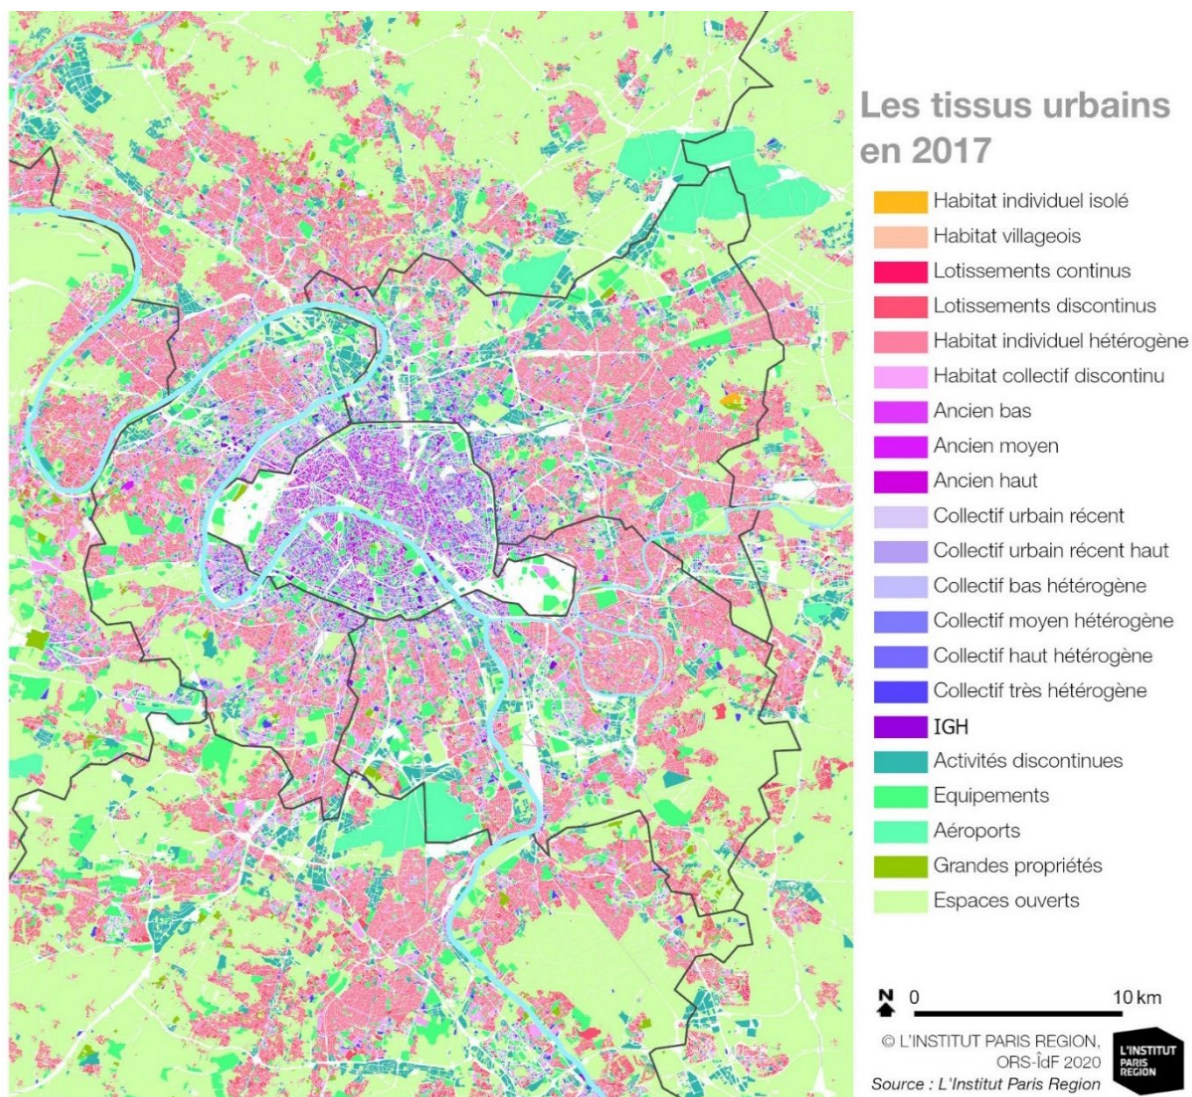 Les tissus urbains
en 2017
Habitat individuel isolé
Habitat villageois
Lotissements continus
Lotissements discontinus
Habitat individuel hétérogène
Habitat collectif discontinu
Ancien bas
Ancien moyen
Ancien haut
Collectif urbain récent
Collectif urbain récent haut
Collectif bas hétérogène
Collectif moyen hétérogène
Collectif haut hétérogène
Collectif très hétérogène
IGH
Activités discontinues
Equipements
Aéroports
Grandes propriétés
Espaces ouverts
N 0 10 km
© L'INSTITUT PARIS REGION,
ORS-ÎdF 2020
Source : L'Institut Paris Region
L'INSTITUT
PARIS
REGION